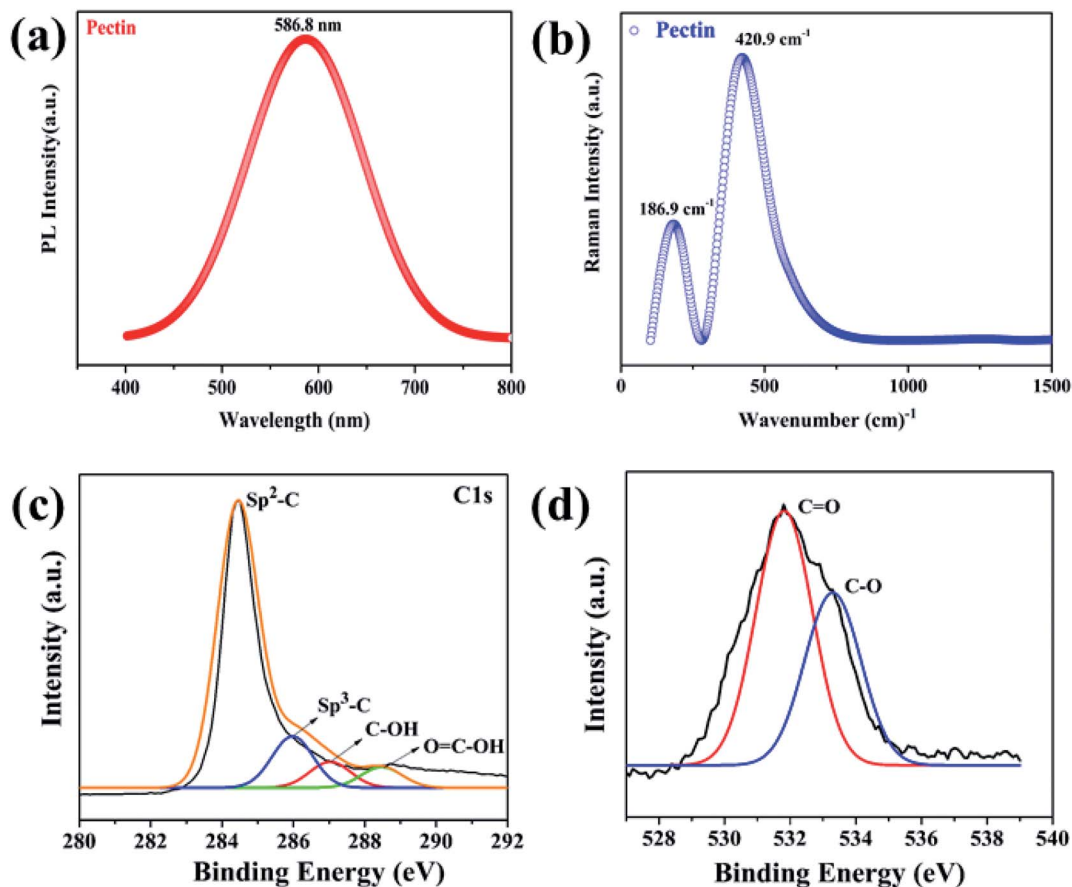 (a)
Pectin
586.8 nm
PL Intensity(a.u.)
400 500 600 700 800
Wavelength (nm)
(b)
Pectin
420.9 cm-1
186.9 cm-1
Raman Intensity (a.u.)
0 500 1000 1500
Wavenumber (cm)-1
(c)
Sp2-C
C1s
Sp3-C
C-OH
O=C-OH
Intensity (a.u.)
280 282 284 286 288 290 292
Binding Energy (eV)
(d)
C=O
C-O
Intensity (a.u.)
528 530 532 534 536 538 540
Binding Energy (eV)